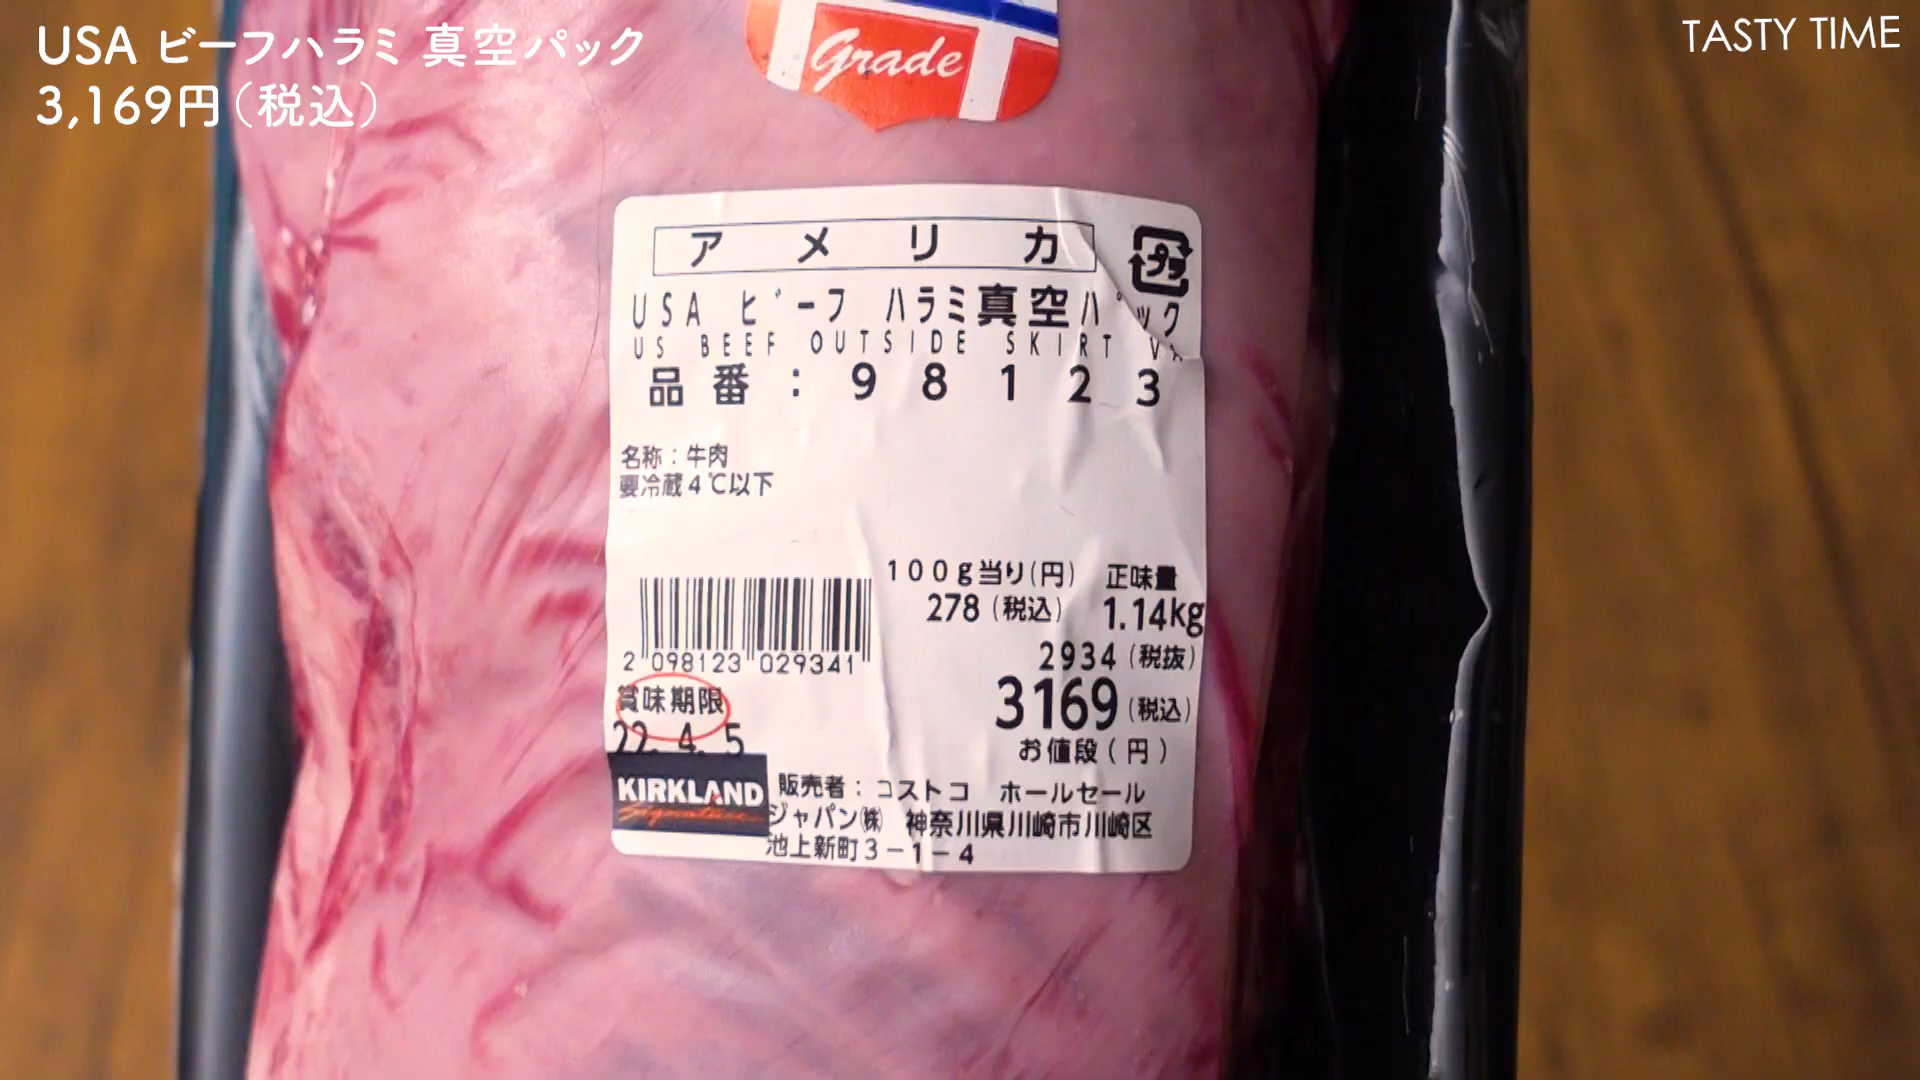 USA ビーフハラミ 真空パック
3,169円(税込)
TASTY TIME
Grade
アメリカ
プラ
USA ビーフ ハラミ真空パック
US BEEF OUTSIDE SKIRT
品番:98123
名称:牛肉
要冷蔵4℃以下
100g当り(円) 正味量
278(税込) 1.14kg
2934(税抜)
2 098123 029341
3169(税込)
賞味期限
22. 4. 5
お値段(円)
KIRKLAND
Signature
販売者:コストコ ホールセール
ジャパン㈱ 神奈川県川崎市川崎区
池上新町3-1-4